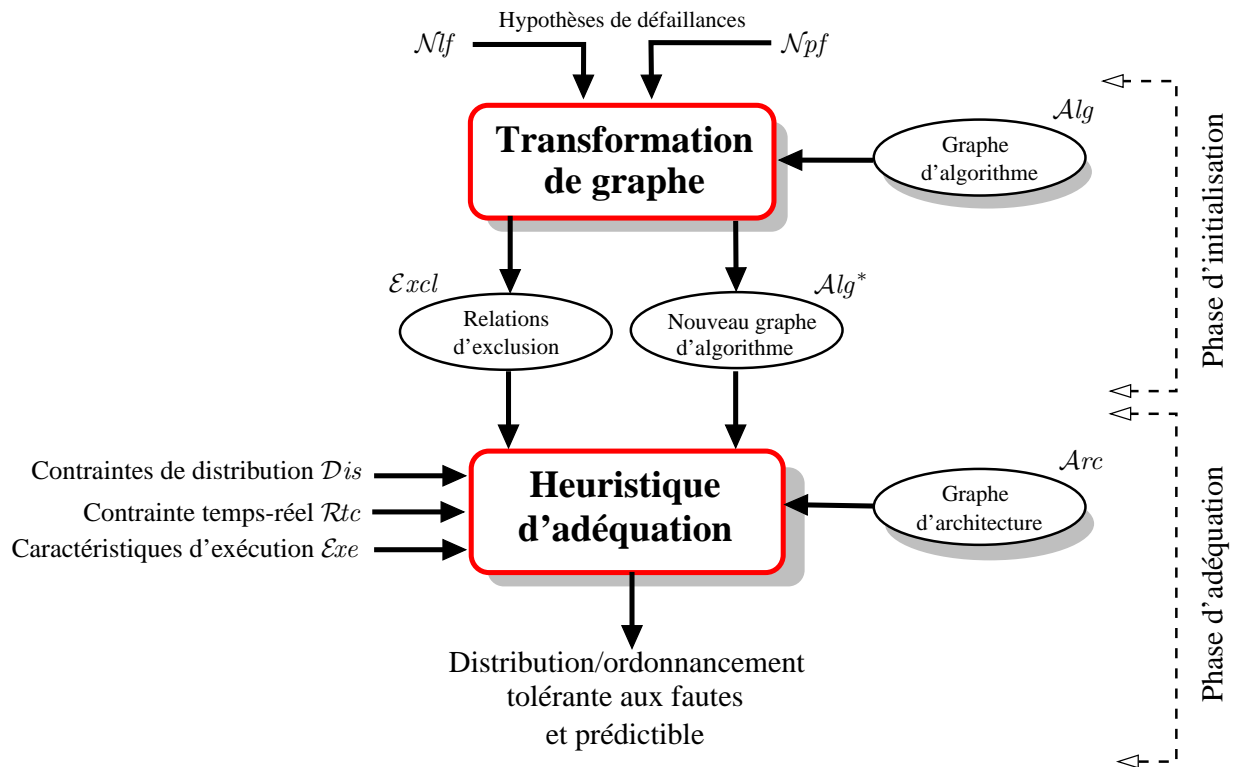 Hypothèses de défaillances
Nlf
Npf
Transformation
de graphe
Alg
Graphe
d'algorithme
Excl
Relations
d'exclusion
Alg*
Nouveau graphe
d'algorithme
Phase d'initialisation
Contraintes de distribution Dis
Contrainte temps-réel Rtc
Caractéristiques d'exécution Exe
Heuristique
d'adéquation
Arc
Graphe
d'architecture
Phase d'adéquation
Distribution/ordonnancement
tolérante aux fautes
et prédictible